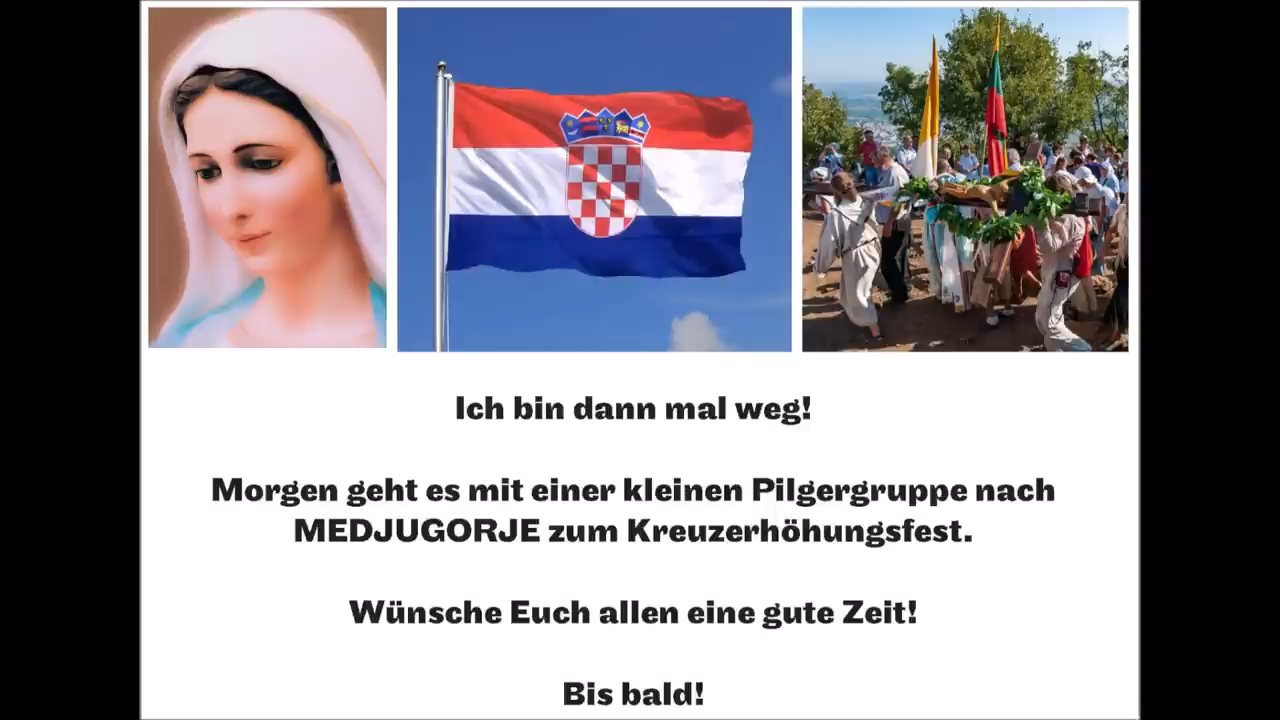 Ich bin dann mal weg!
Morgen geht es mit einer kleinen Pilgergruppe nach
MEDJUGORJE zum Kreuzerhöhungsfest.
Wünsche Euch allen eine gute Zeit!
Bis bald!